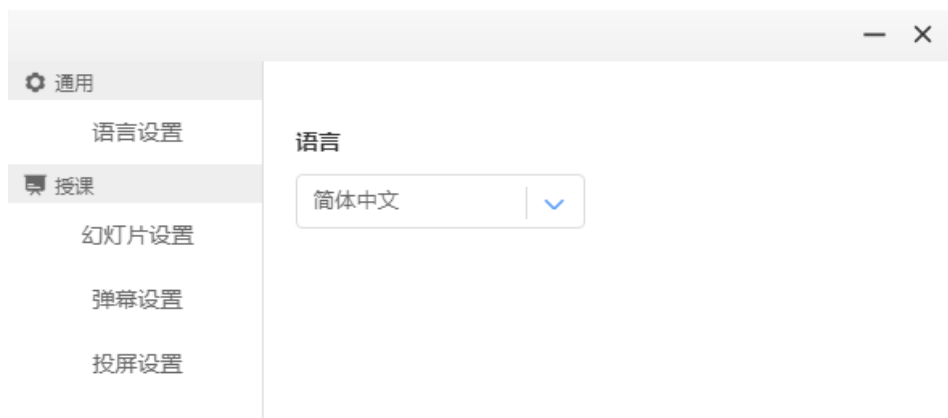 通用
语言设置
授课
幻灯片设置
弹幕设置
投屏设置
语言
简体中文